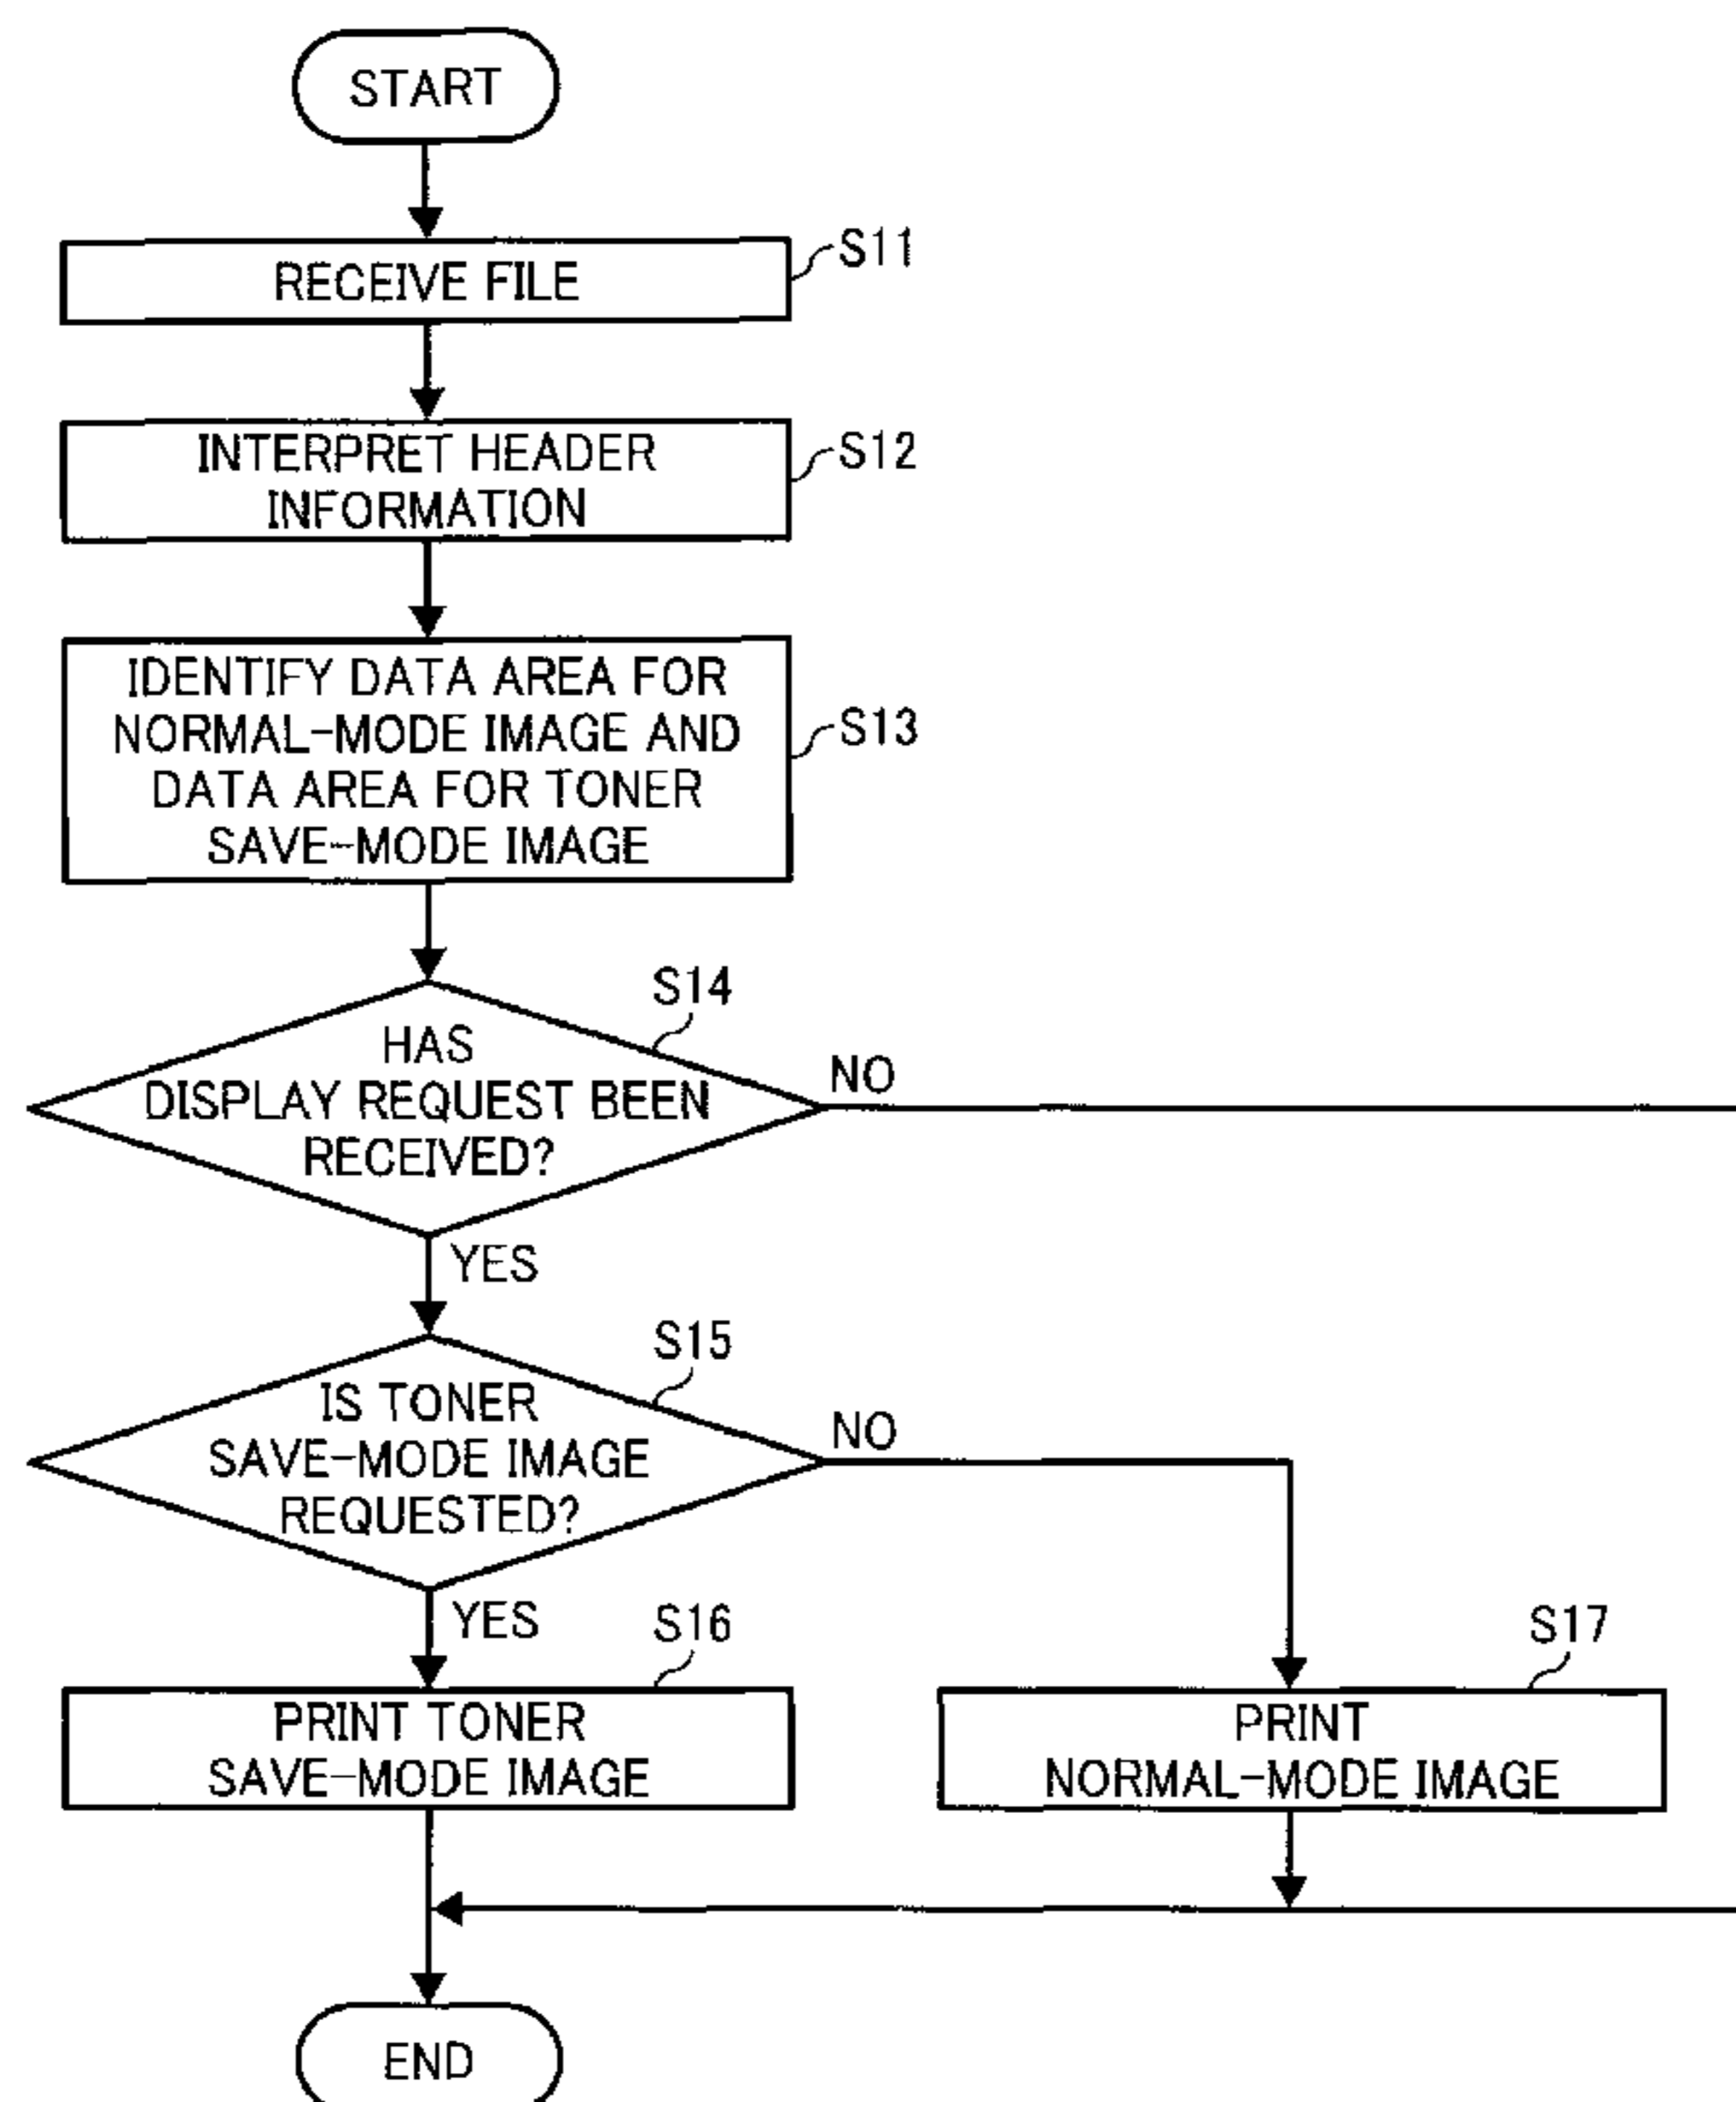 START
RECEIVE FILE
S11
INTERPRET HEADER
INFORMATION
S12
IDENTIFY DATA AREA FOR
NORMAL-MODE IMAGE AND
DATA AREA FOR TONER
SAVE-MODE IMAGE
S13
S14
HAS
DISPLAY REQUEST BEEN
RECEIVED?
NO
YES
S15
IS TONER
SAVE-MODE IMAGE
REQUESTED?
NO
YES
S16
PRINT TONER
SAVE-MODE IMAGE
S17
PRINT
NORMAL-MODE IMAGE
END